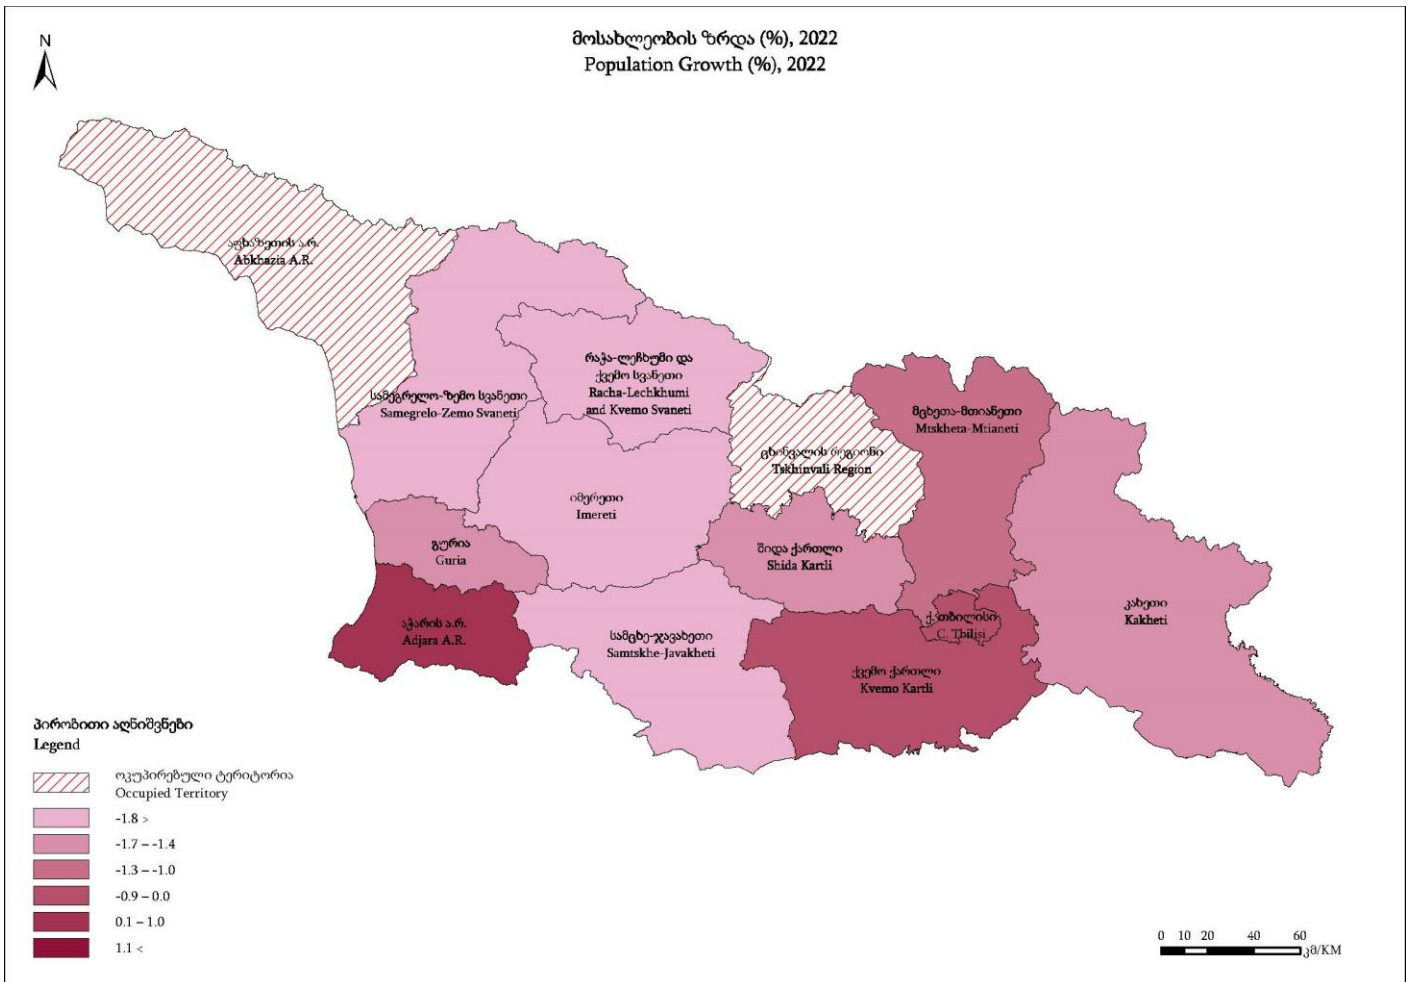 მოსახლეობის ზრდა (%), 2022
Population Growth (%), 2022
N
აფხაზეთის ა.რ.
Abkhazia A.R.
რაჭა-ლეჩხუმი და
ქვემო სვანეთი
Racha-Lechkhumi
and Kvemo Svaneti
სამეგრელო-ზემო სვანეთი
Samegrelo-Zemo Svaneti
მცხეთა-მთიანეთი
Mtskheta-Mtianeti
ცხინვალის რეგიონი
Tskhinvali Region
იმერეთი
Imereti
გურია
Guria
შიდა ქართლი
Shida Kartli
აჭარის ა.რ.
Adjara A.R.
სამცხე-ჯავახეთი
Samtskhe-Javakheti
ქ.თბილისი
C. Tbilisi
კახეთი
Kakheti
ქვემო ქართლი
Kvemo Kartli
პირობითი აღნიშვნები
Legend
ოკუპირებული ტერიტორია
Occupied Territory
-1.8 >
-1.7 – -1.4
-1.3 – -1.0
-0.9 – 0.0
0.1 – 1.0
1.1 <
0 10 20 40 60
კმ/KM